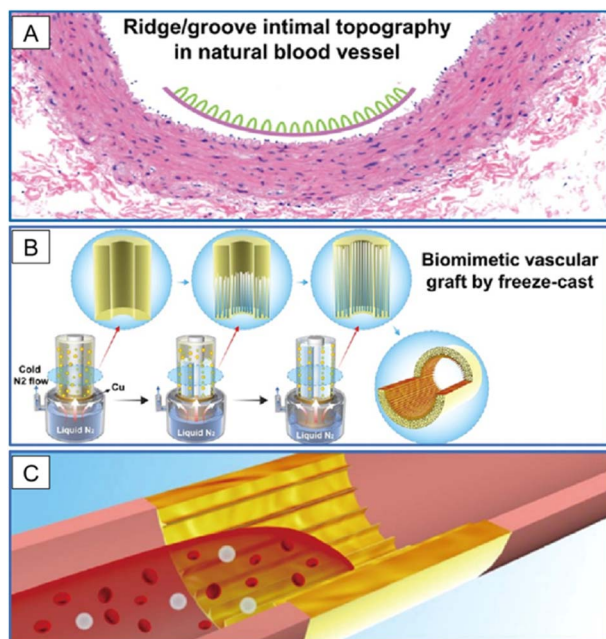 A
Ridge/groove intimal topography
in natural blood vessel
B
Biomimetic vascular
graft by freeze-cast
Cold
N2 flow
Cu
Liquid N₂
Liquid N₂
Liquid N₂
C